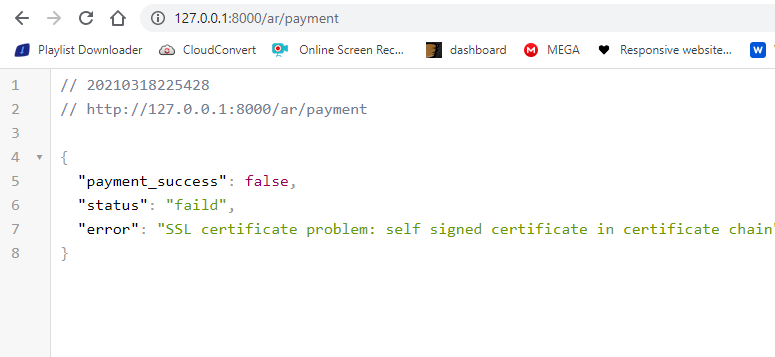 127.0.0.1:8000/ar/payment
Playlist Downloader CloudConvert Online Screen Rec... dashboard MEGA Responsive website... W
1 // 20210318225428
2 // http://127.0.0.1:8000/ar/payment
3
4 {
5 "payment_success": false,
6 "status": "faild",
7 "error": "SSL certificate problem: self signed certificate in certificate chain"
8 }